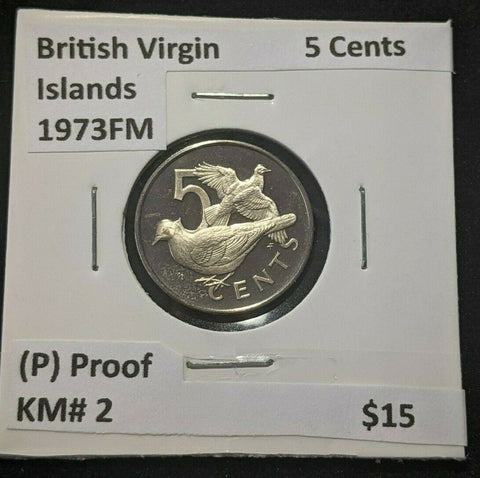 British Virgin 5 Cents
Islands
1973FM
5
CENTS
(P) Proof
KM# 2 $15